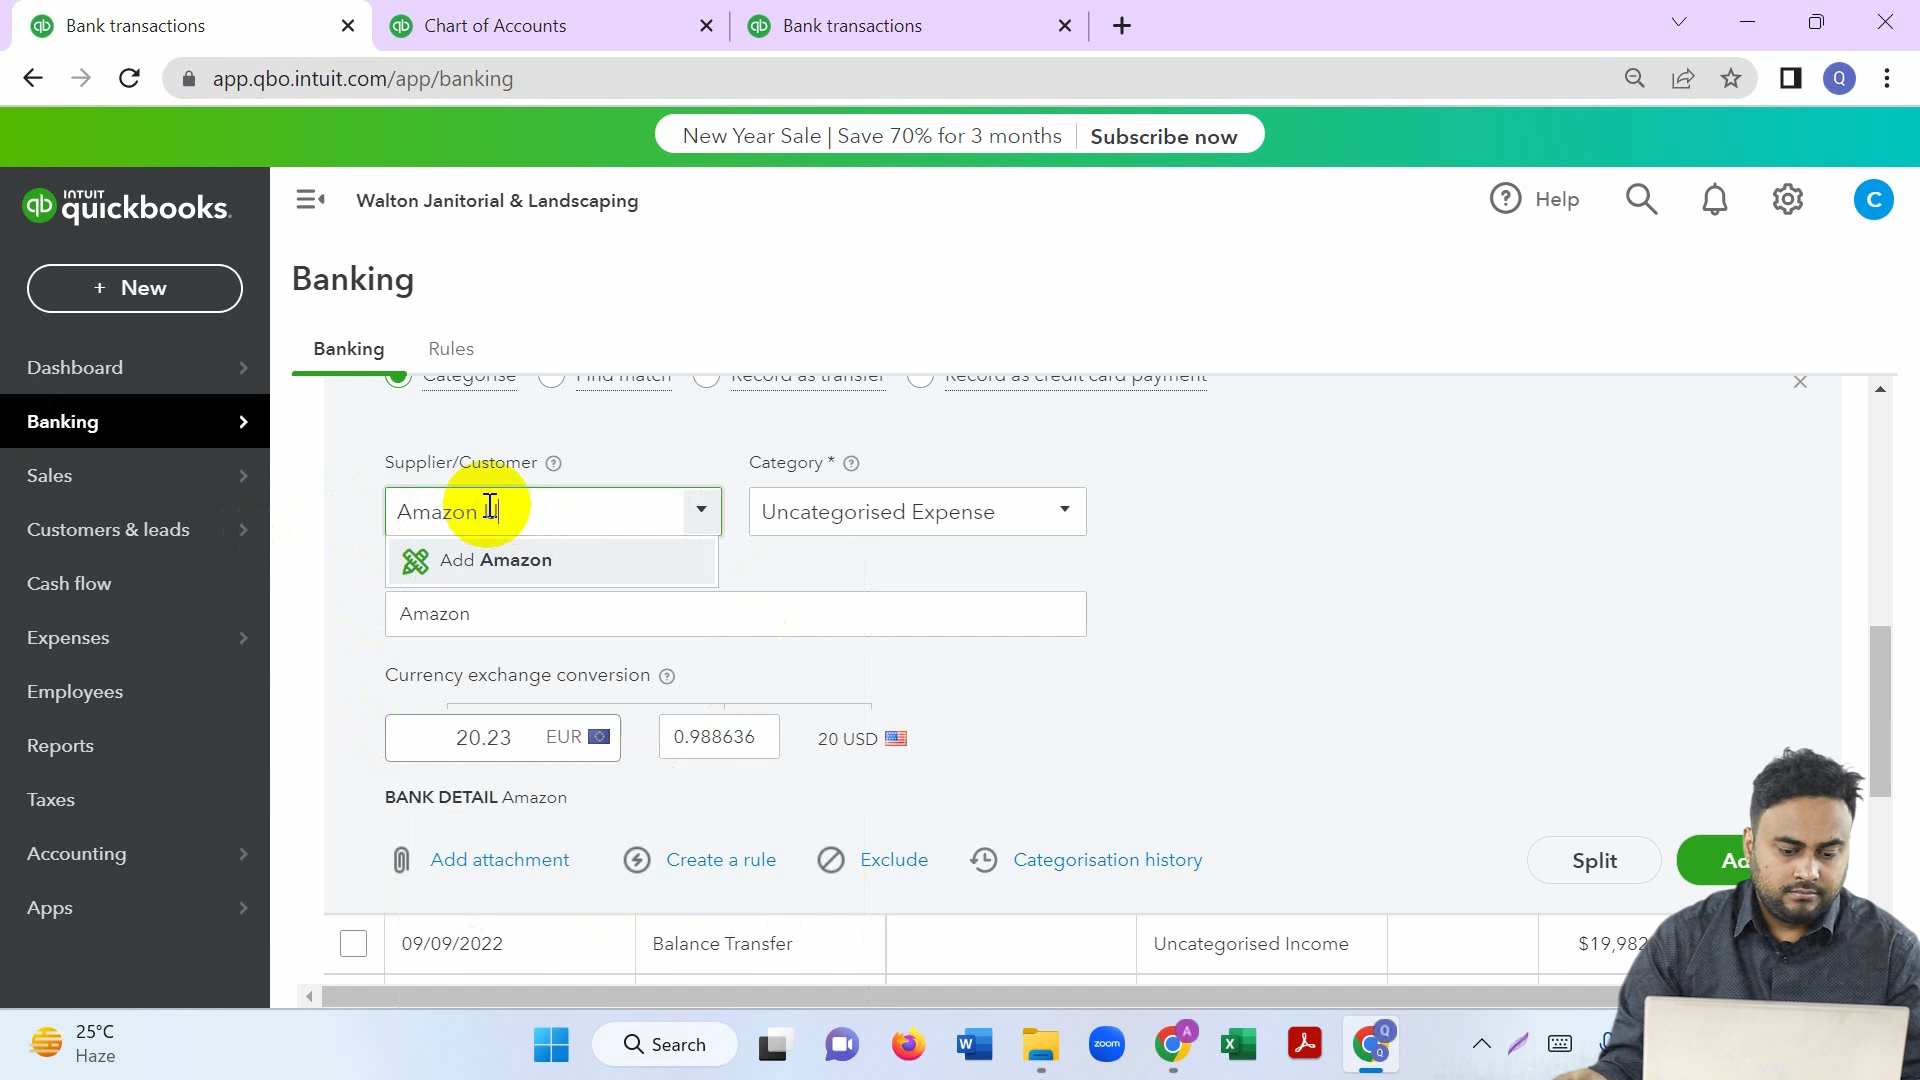 Bank transactions
Chart of Accounts
Bank transactions
app.qbo.intuit.com/app/banking
Q
New Year Sale | Save 70% for 3 months
Subscribe now
qb INTUIT quickbooks.
Walton Janitorial & Landscaping
Help
C
+ New
Banking
Banking
Rules
Dashboard
Banking
Sales
Customers & leads
Cash flow
Expenses
Employees
Reports
Taxes
Accounting
Apps
Categorise
Find match
Record as transfer
Record as credit card payment
Supplier/Customer
Category *
Amazon U
Uncategorised Expense
Add Amazon
Amazon
Currency exchange conversion
20.23 EUR
0.988636
20 USD
BANK DETAIL Amazon
Add attachment
Create a rule
Exclude
Categorisation history
Split
09/09/2022
Balance Transfer
Uncategorised Income
$19,982
25°C
Haze
Search
zoom